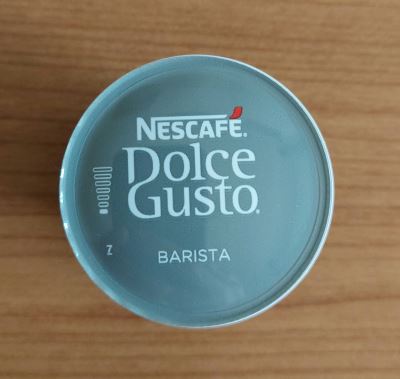 NESCAFÉ.
DOLCE
GUSTO.
BARISTA